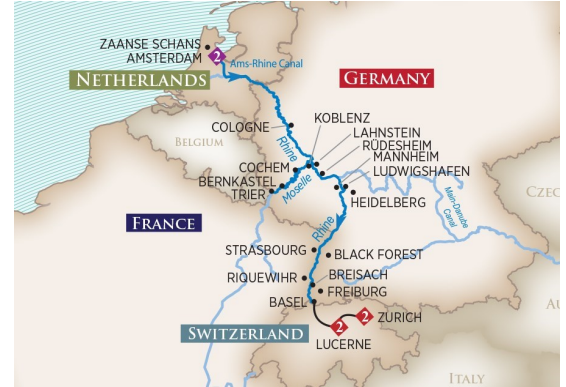 ZAANSE SCHANS
AMSTERDAM
2
Ams-Rhine Canal
NETHERLANDS
GERMANY
KOBLENZ
LAHNSTEIN
COLOGNE
RÜDESHEIM
BELGIUM
Rhine
MANNHEIM
COCHEM
LUDWIGSHAFEN
BERNKASTEL
Moselle
TRIER
HEIDELBERG
CZEC
Main-Danube
Canal
FRANCE
Rhine
STRASBOURG
BLACK FOREST
RIQUEWIHR
BREISACH
FREIBURG
BASEL
AU
2
2
ZURICH
SWITZERLAND
LUCERNE
ITALY